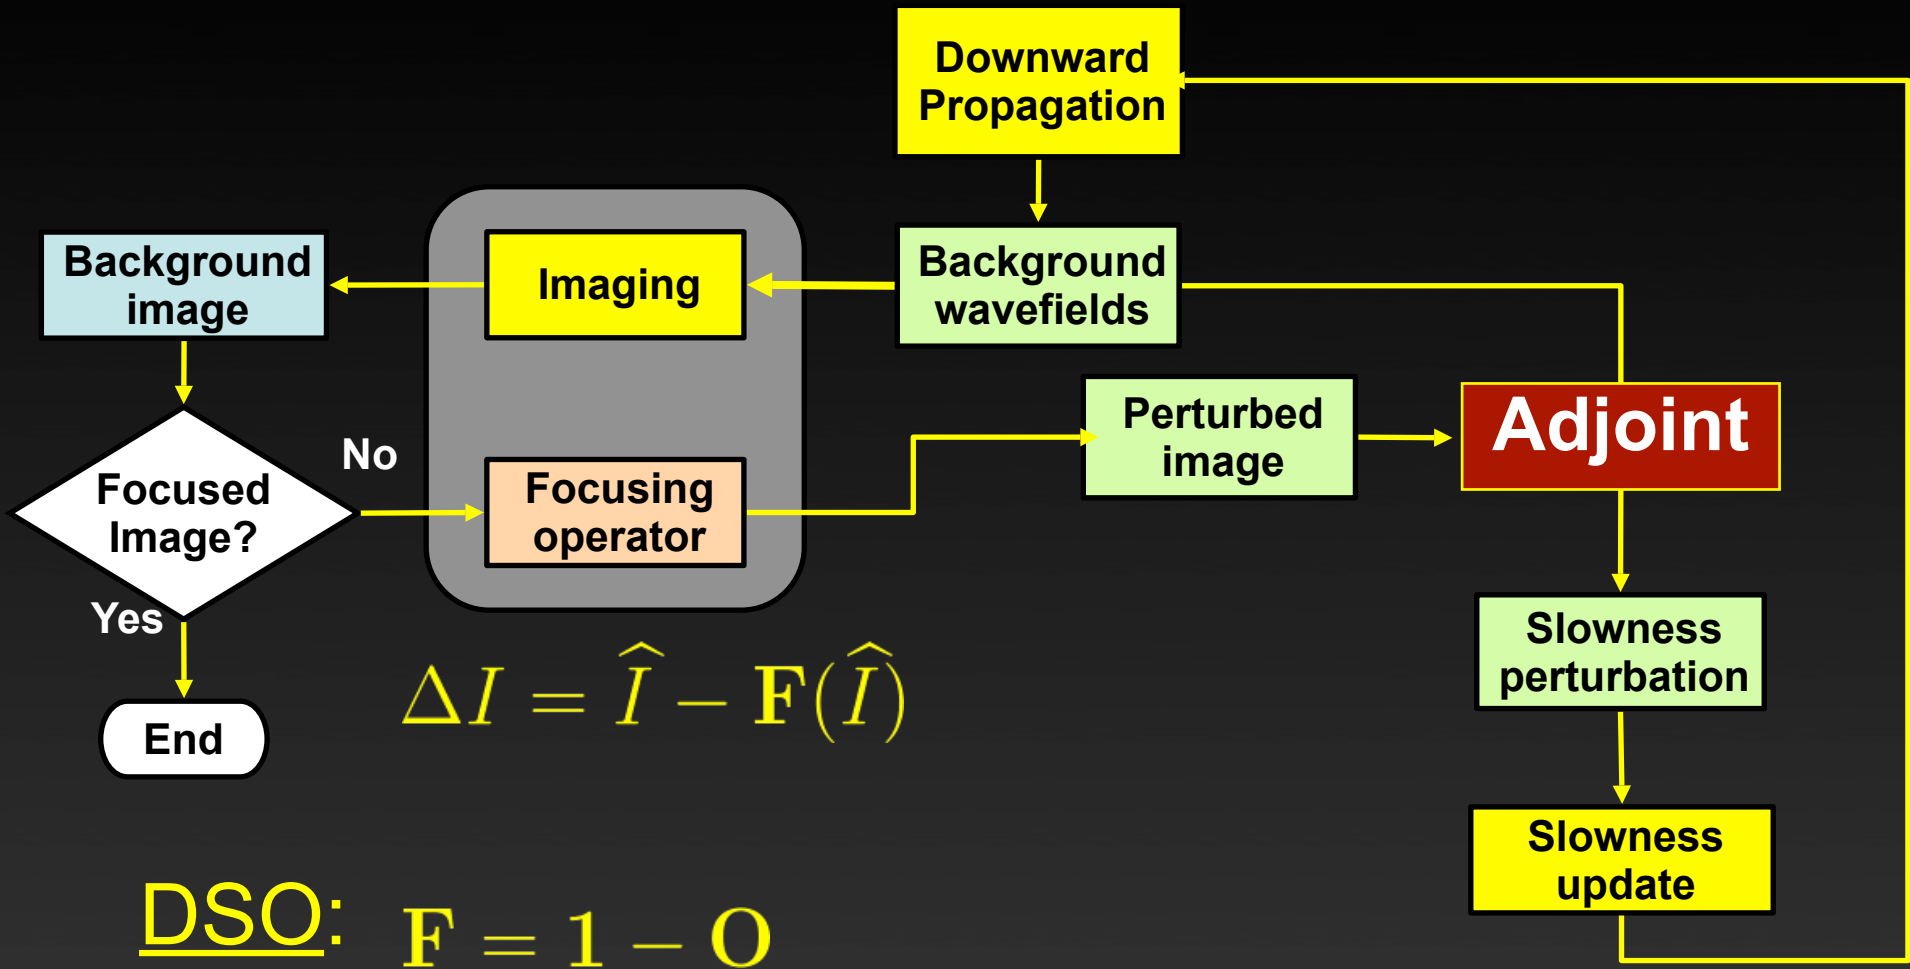 Downward
Propagation
Background
image
Imaging
Background
wavefields
Perturbed
image
Adjoint
No
Focused
Image?
Focusing
operator
Yes
Slowness
perturbation
End
ΔI = Î − F(Î)
Slowness
update
DSO: F = 1 − O